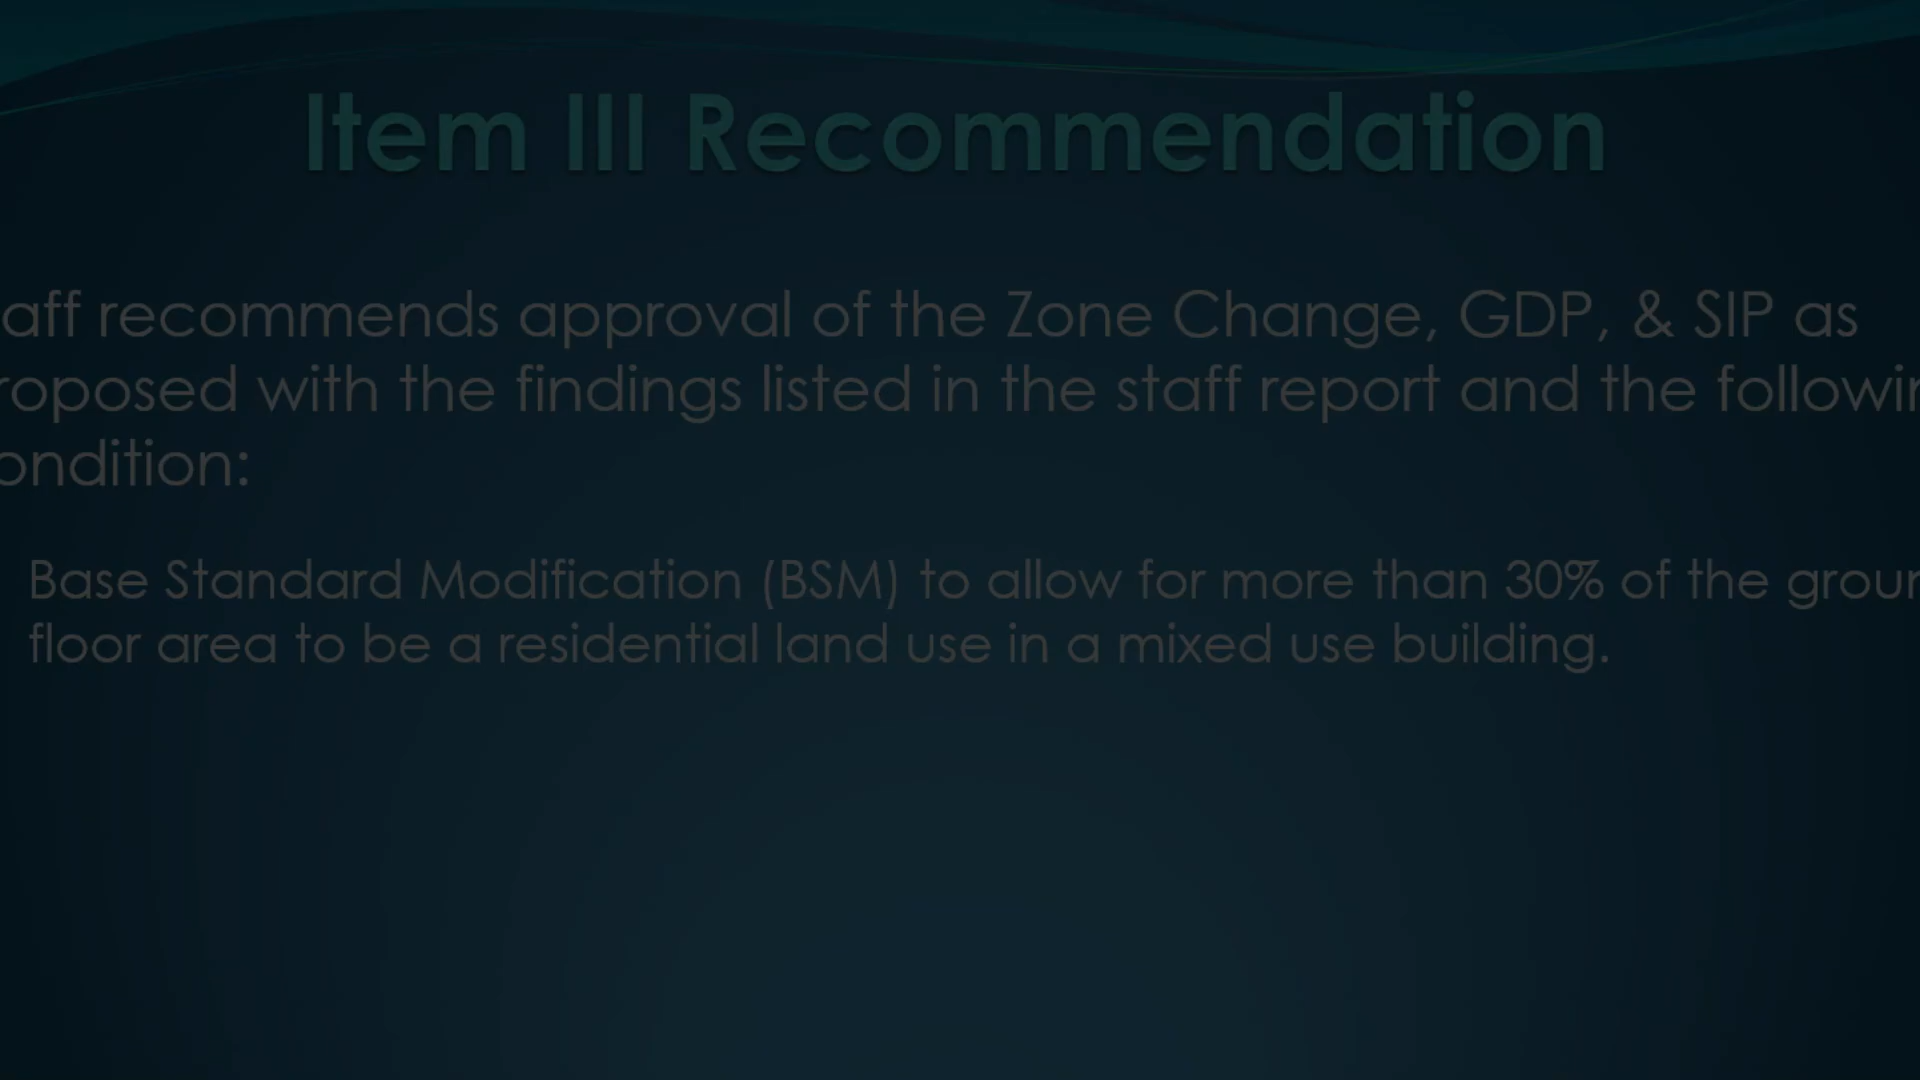 Item III Recommendation
aff recommends approval of the Zone Change, GDP, & SIP as
roposed with the findings listed in the staff report and the followin
ondition:
Base Standard Modification (BSM) to allow for more than 30% of the groun
floor area to be a residential land use in a mixed use building.